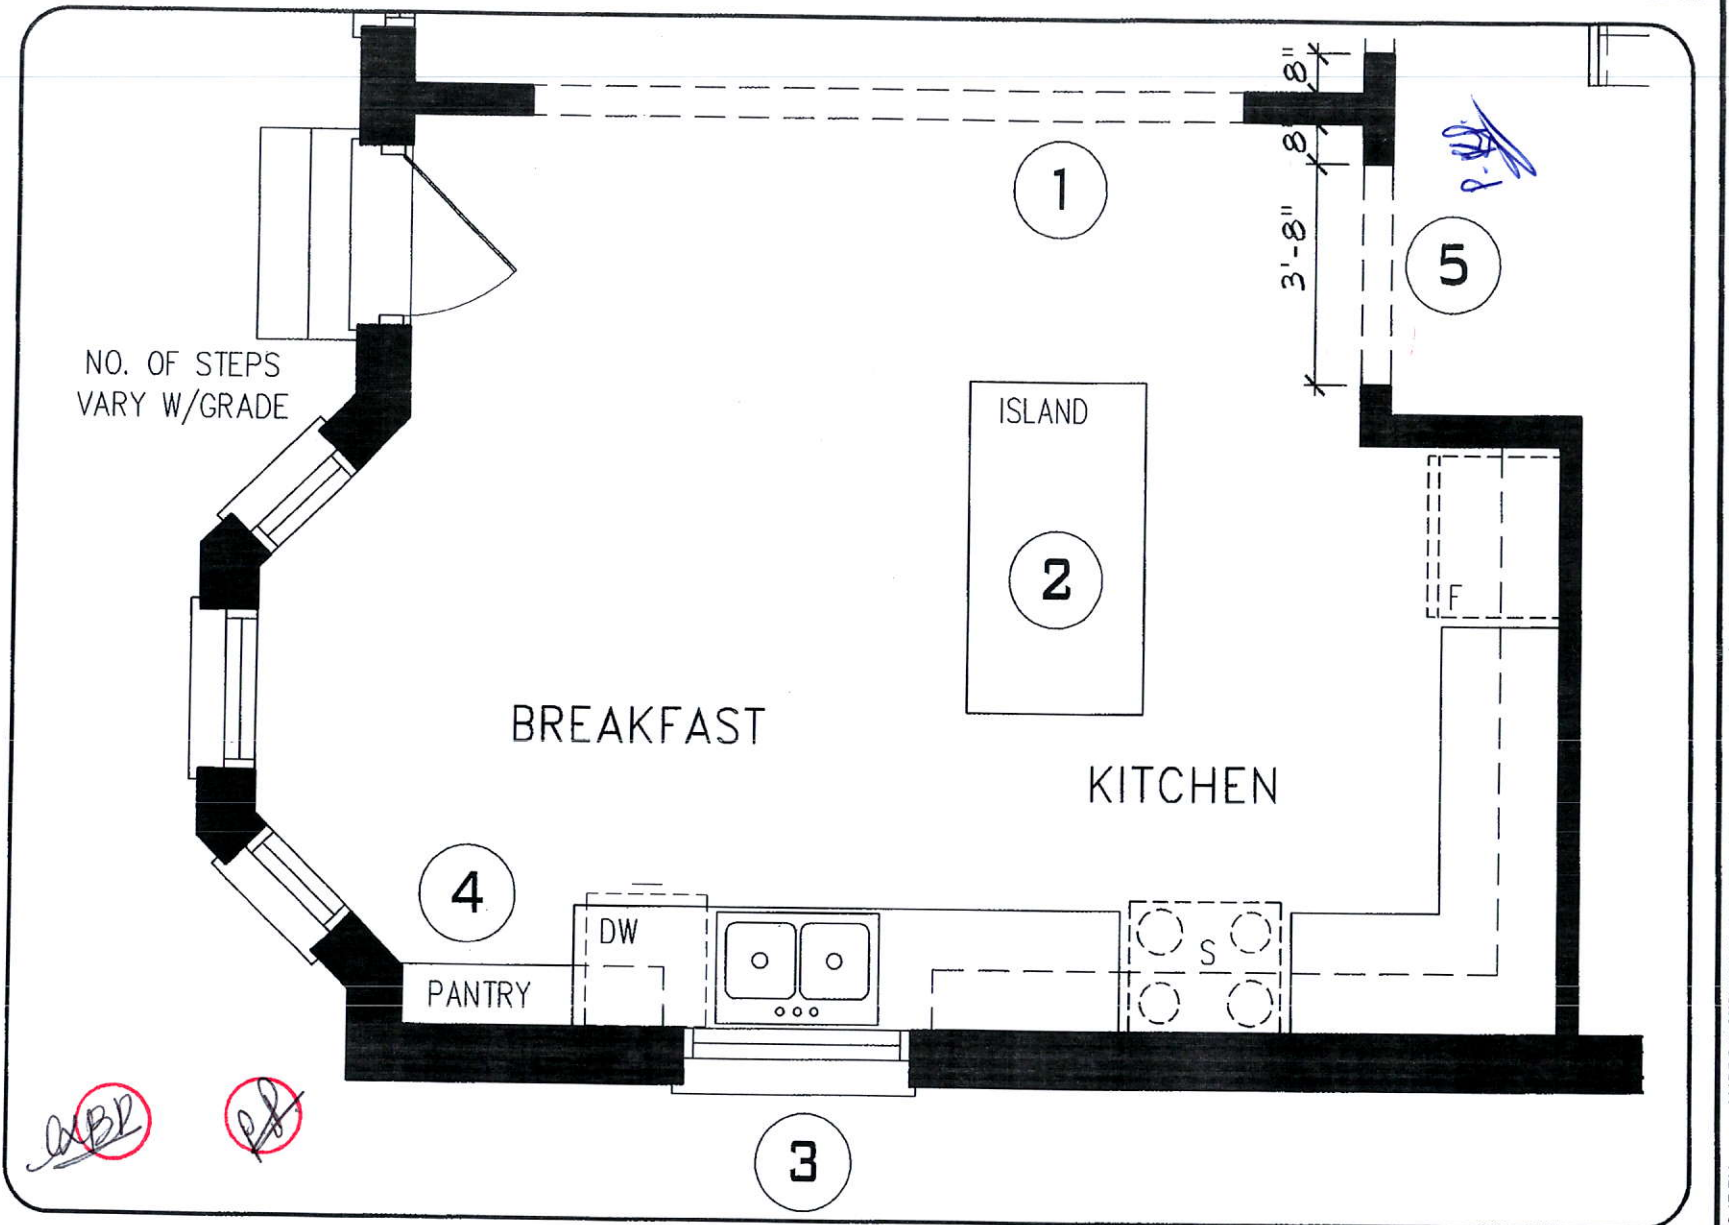 8"
8"
1
3'-8"
5
NO. OF STEPS
VARY W/GRADE
ISLAND
2
F
BREAKFAST
KITCHEN
4
DW
S
PANTRY
3